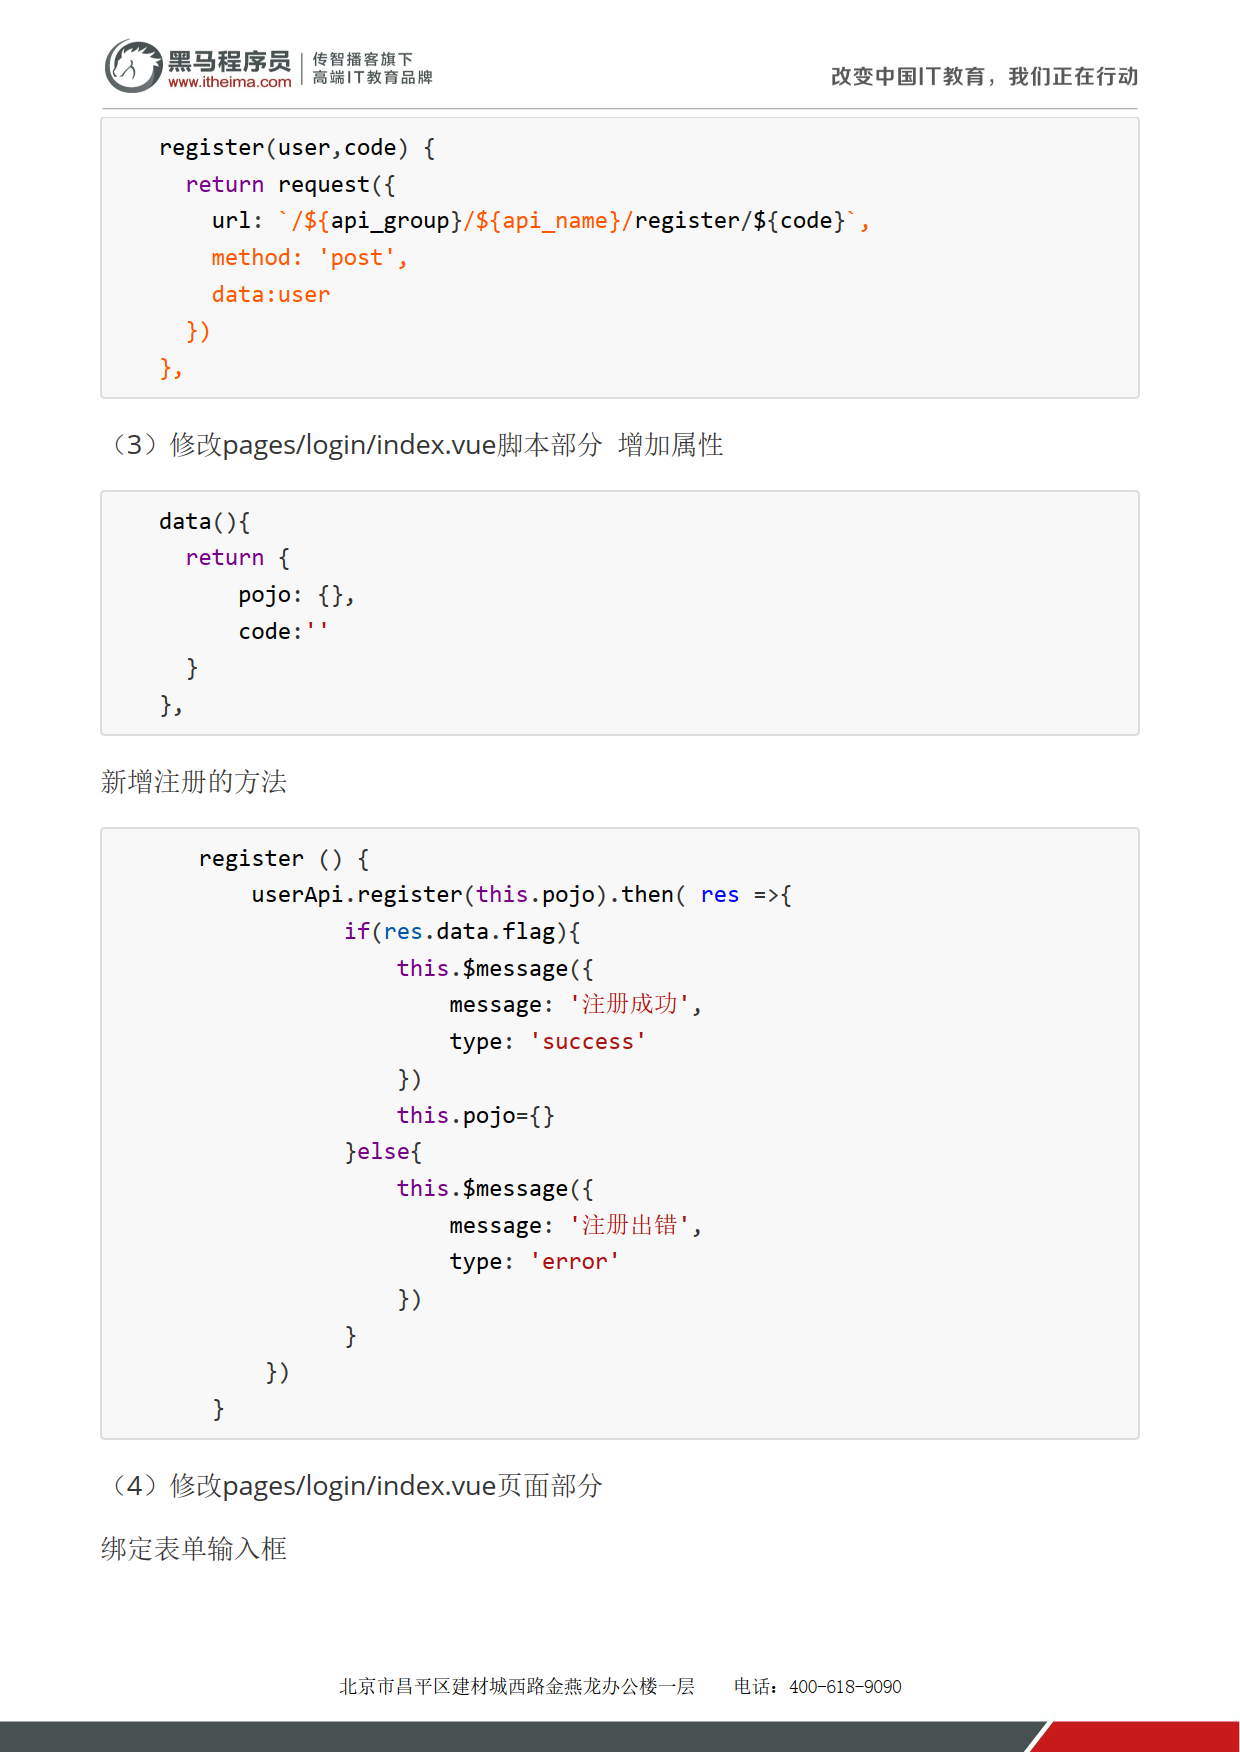 黑马程序员
www.itheima.com
传智播客旗下
高端IT教育品牌
改变中国IT教育，我们正在行动
register(user,code) {
  return request({
    url: `/${api_group}/${api_name}/register/${code}`,
    method: 'post',
    data:user
  })
},
（3）修改pages/login/index.vue脚本部分 增加属性
data(){
  return {
      pojo: {},
      code:''
  }
},
新增注册的方法
register () {
    userApi.register(this.pojo).then( res =>{
           if(res.data.flag){
               this.$message({
                   message: '注册成功',
                   type: 'success'
               })
               this.pojo={}
           }else{
               this.$message({
                   message: '注册出错',
                   type: 'error'
               })
           }
     })
 }
（4）修改pages/login/index.vue页面部分
绑定表单输入框
北京市昌平区建材城西路金燕龙办公楼一层 电话：400-618-9090